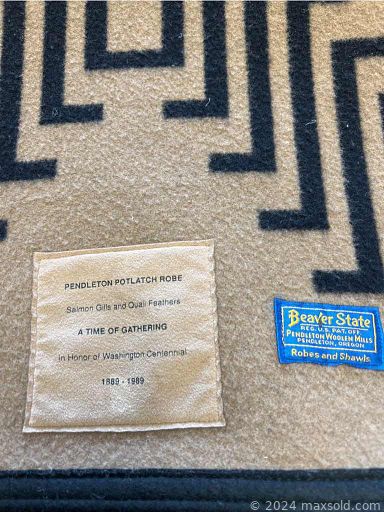 PENDLETON POTLATCH ROBE
Salmon Gills and Quail Feathers
A TIME OF GATHERING
in Honor of Washington Centennial
1889 - 1989
Beaver State
REG. U.S. PAT. OFF.
PENDLETON WOOLEN MILLS
PENDLETON, OREGON
Robes and Shawls
© 2024 maxsold.com